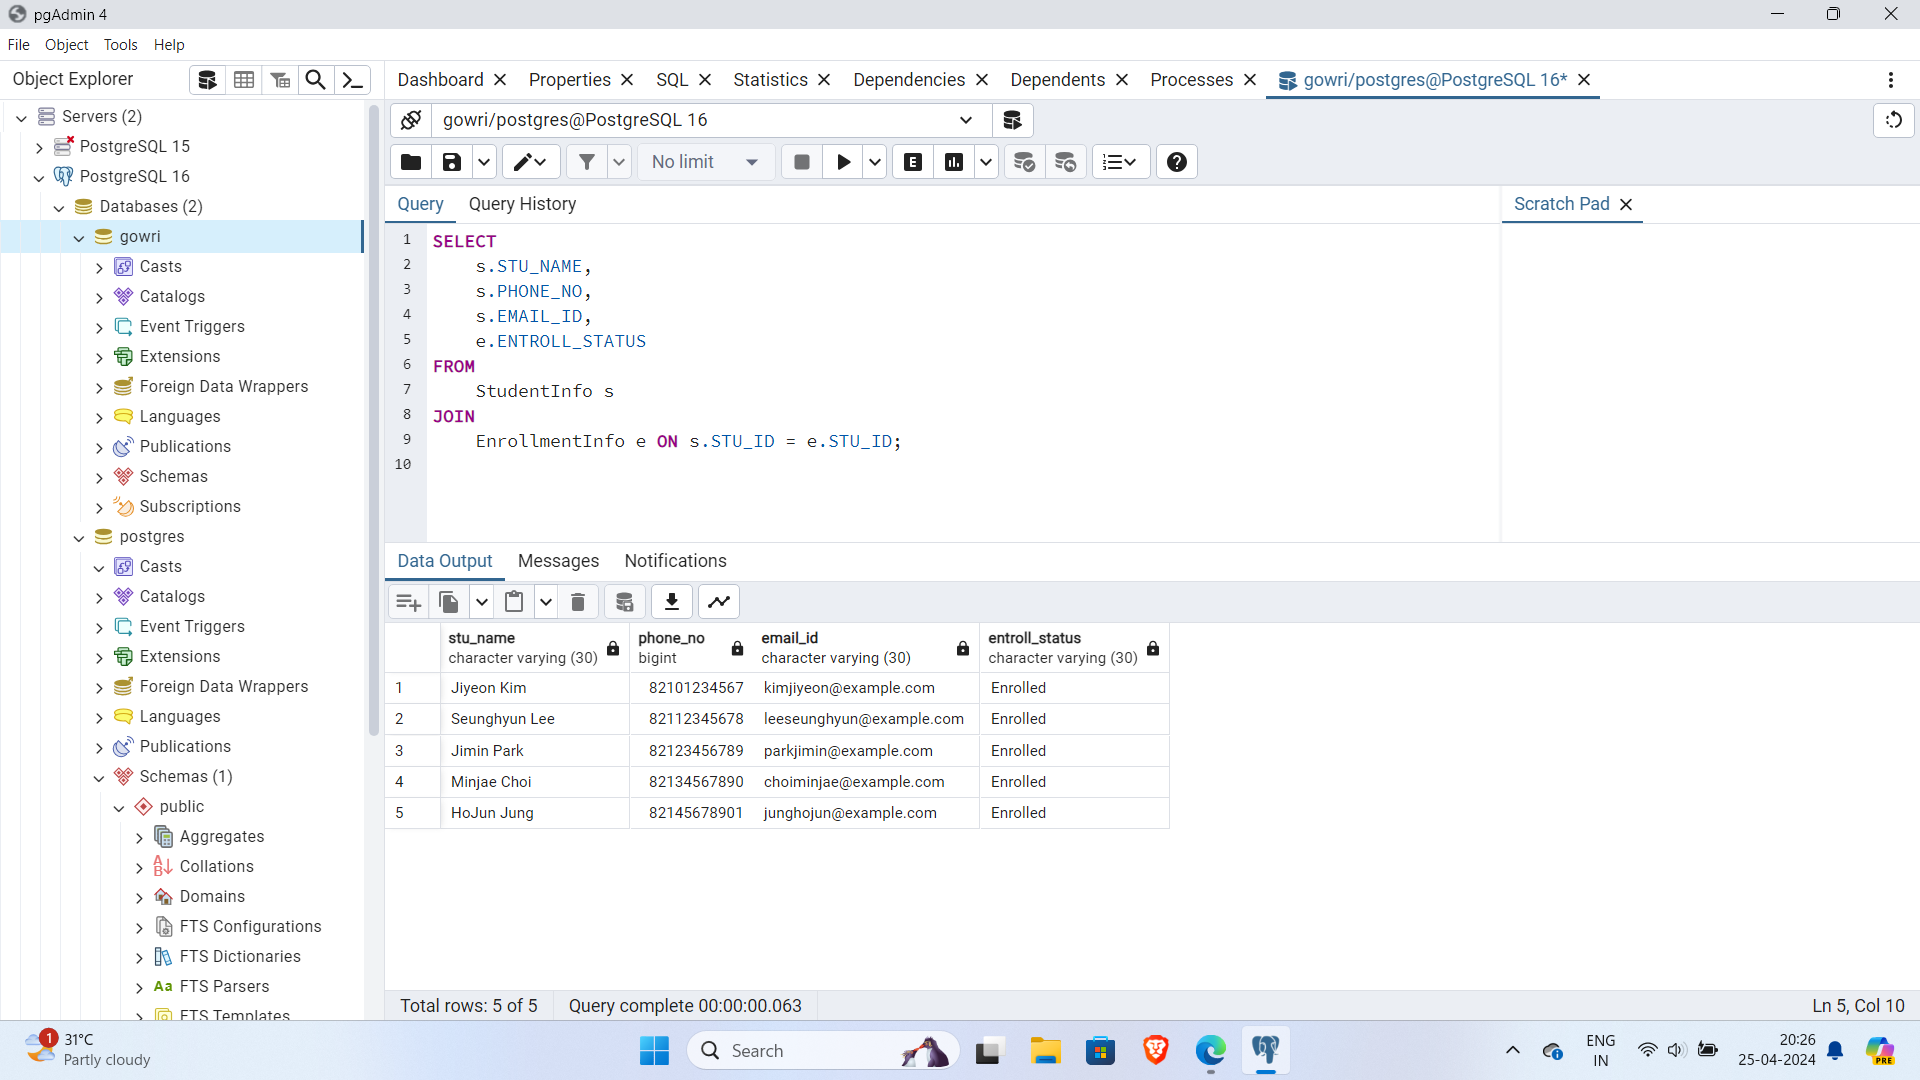 pgAdmin 4
File Object Tools Help
Object Explorer
Dashboard Properties SQL Statistics Dependencies Dependents Processes gowri/postgres@PostgreSQL 16*
Servers (2)
PostgreSQL 15
PostgreSQL 16
Databases (2)
gowri
Casts
Catalogs
Event Triggers
Extensions
Foreign Data Wrappers
Languages
Publications
Schemas
Subscriptions
postgres
Casts
Catalogs
Event Triggers
Extensions
Foreign Data Wrappers
Languages
Publications
Schemas (1)
public
Aggregates
Collations
Domains
FTS Configurations
FTS Dictionaries
Aa FTS Parsers
FTS Templates
gowri/postgres@PostgreSQL 16
No limit E
Query Query History
Scratch Pad
1 SELECT
2 s.STU_NAME,
3 s.PHONE_NO,
4 s.EMAIL_ID,
5 e.ENTROLL_STATUS
6 FROM
7 StudentInfo s
8 JOIN
9 EnrollmentInfo e ON s.STU_ID = e.STU_ID;
10
Data Output Messages Notifications
stu_name phone_no email_id entroll_status
character varying (30) bigint character varying (30) character varying (30)
1 Jiyeon Kim 82101234567 kimjiyeon@example.com Enrolled
2 Seunghyun Lee 82112345678 leeseunghyun@example.com Enrolled
3 Jimin Park 82123456789 parkjimin@example.com Enrolled
4 Minjae Choi 82134567890 choiminjae@example.com Enrolled
5 HoJun Jung 82145678901 junghojun@example.com Enrolled
Total rows: 5 of 5 Query complete 00:00:00.063 Ln 5, Col 10
1 31°C
Partly cloudy
Search
ENG
IN
20:26
25-04-2024
PRE